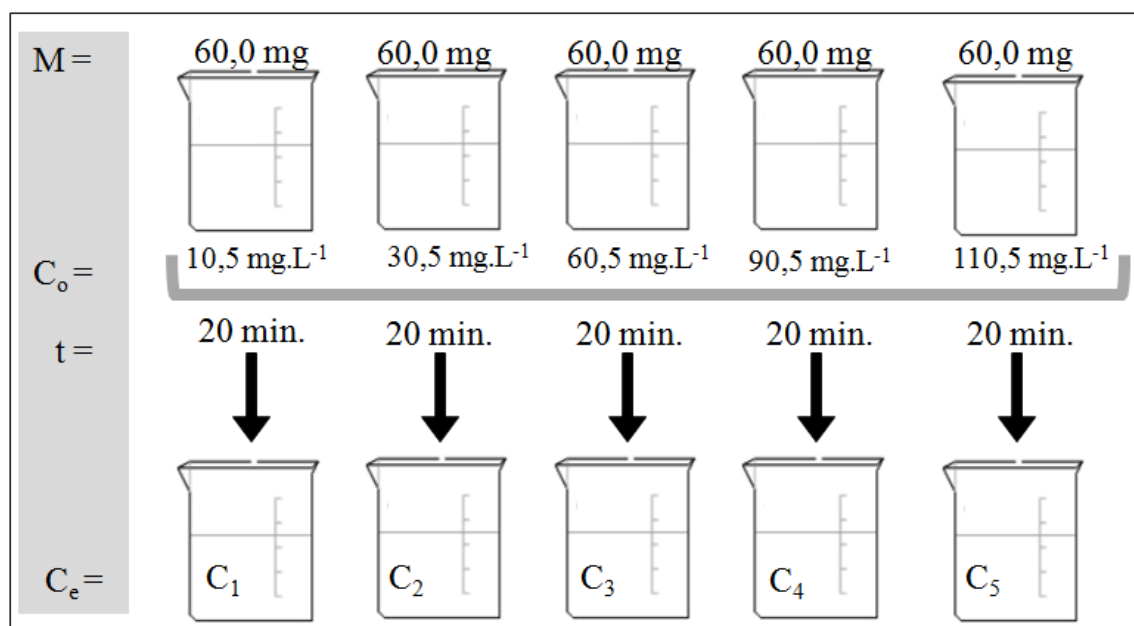 M = 60,0 mg 60,0 mg 60,0 mg 60,0 mg 60,0 mg
Cₒ = 10,5 mg.L⁻¹ 30,5 mg.L⁻¹ 60,5 mg.L⁻¹ 90,5 mg.L⁻¹ 110,5 mg.L⁻¹
t = 20 min. 20 min. 20 min. 20 min. 20 min.
Cₑ = C₁ C₂ C₃ C₄ C₅